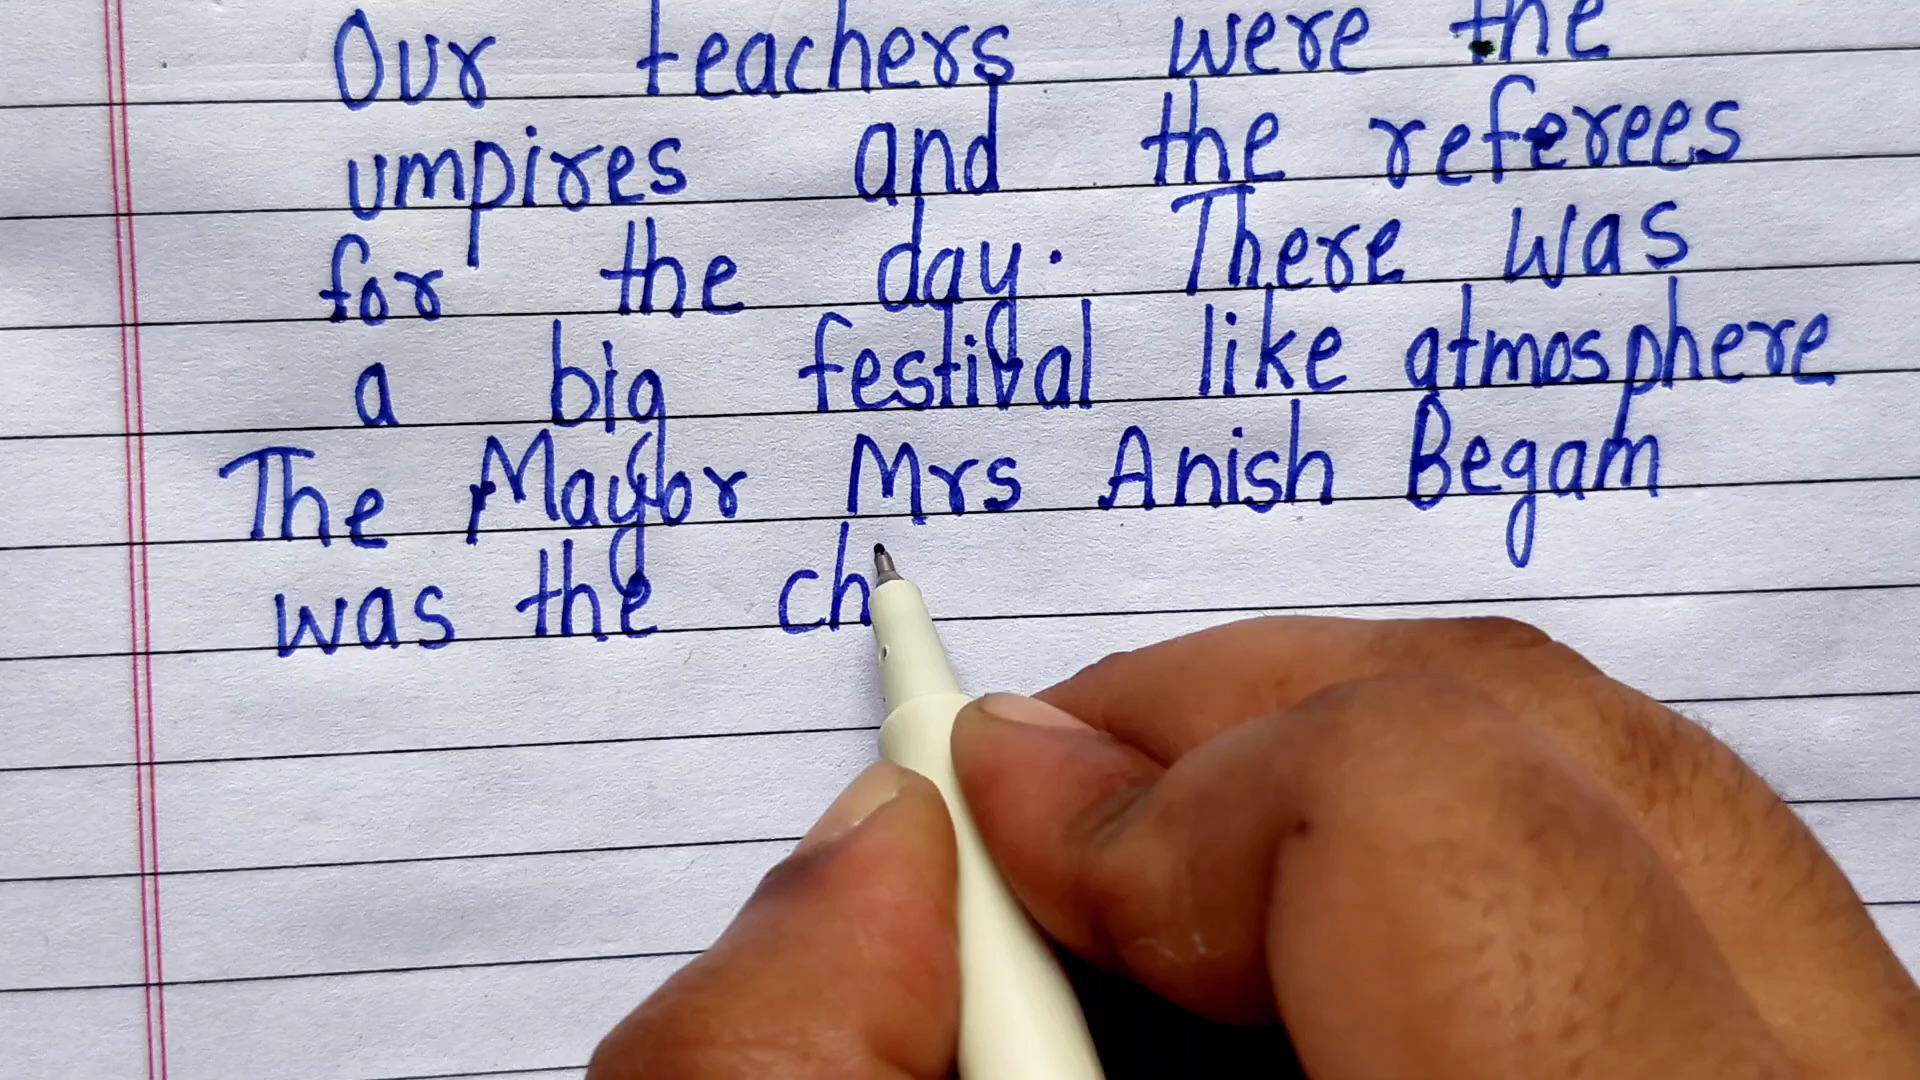 Our teachers were the
umpires and the referees
for the day. There was
a big festival like atmosphere
The Mayor Mrs Anish Begam
was the ch